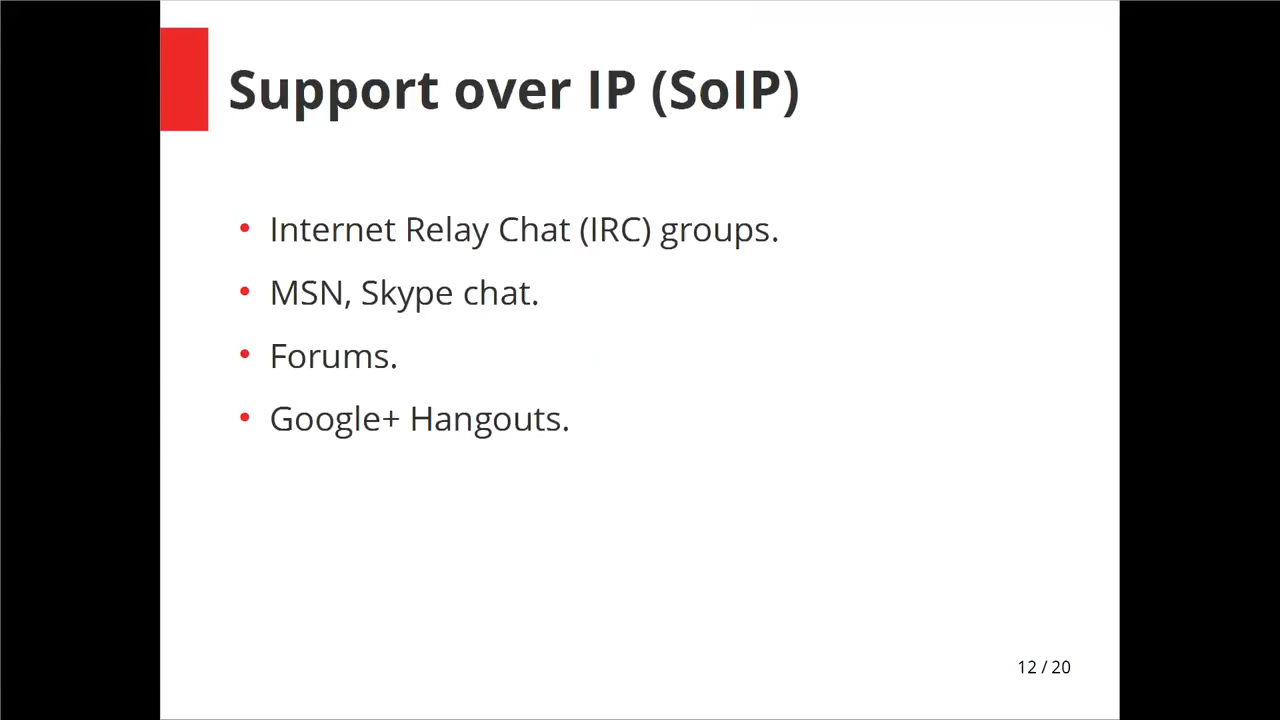 Support over IP (SoIP)
• Internet Relay Chat (IRC) groups.
• MSN, Skype chat.
• Forums.
• Google+ Hangouts.
12 / 20